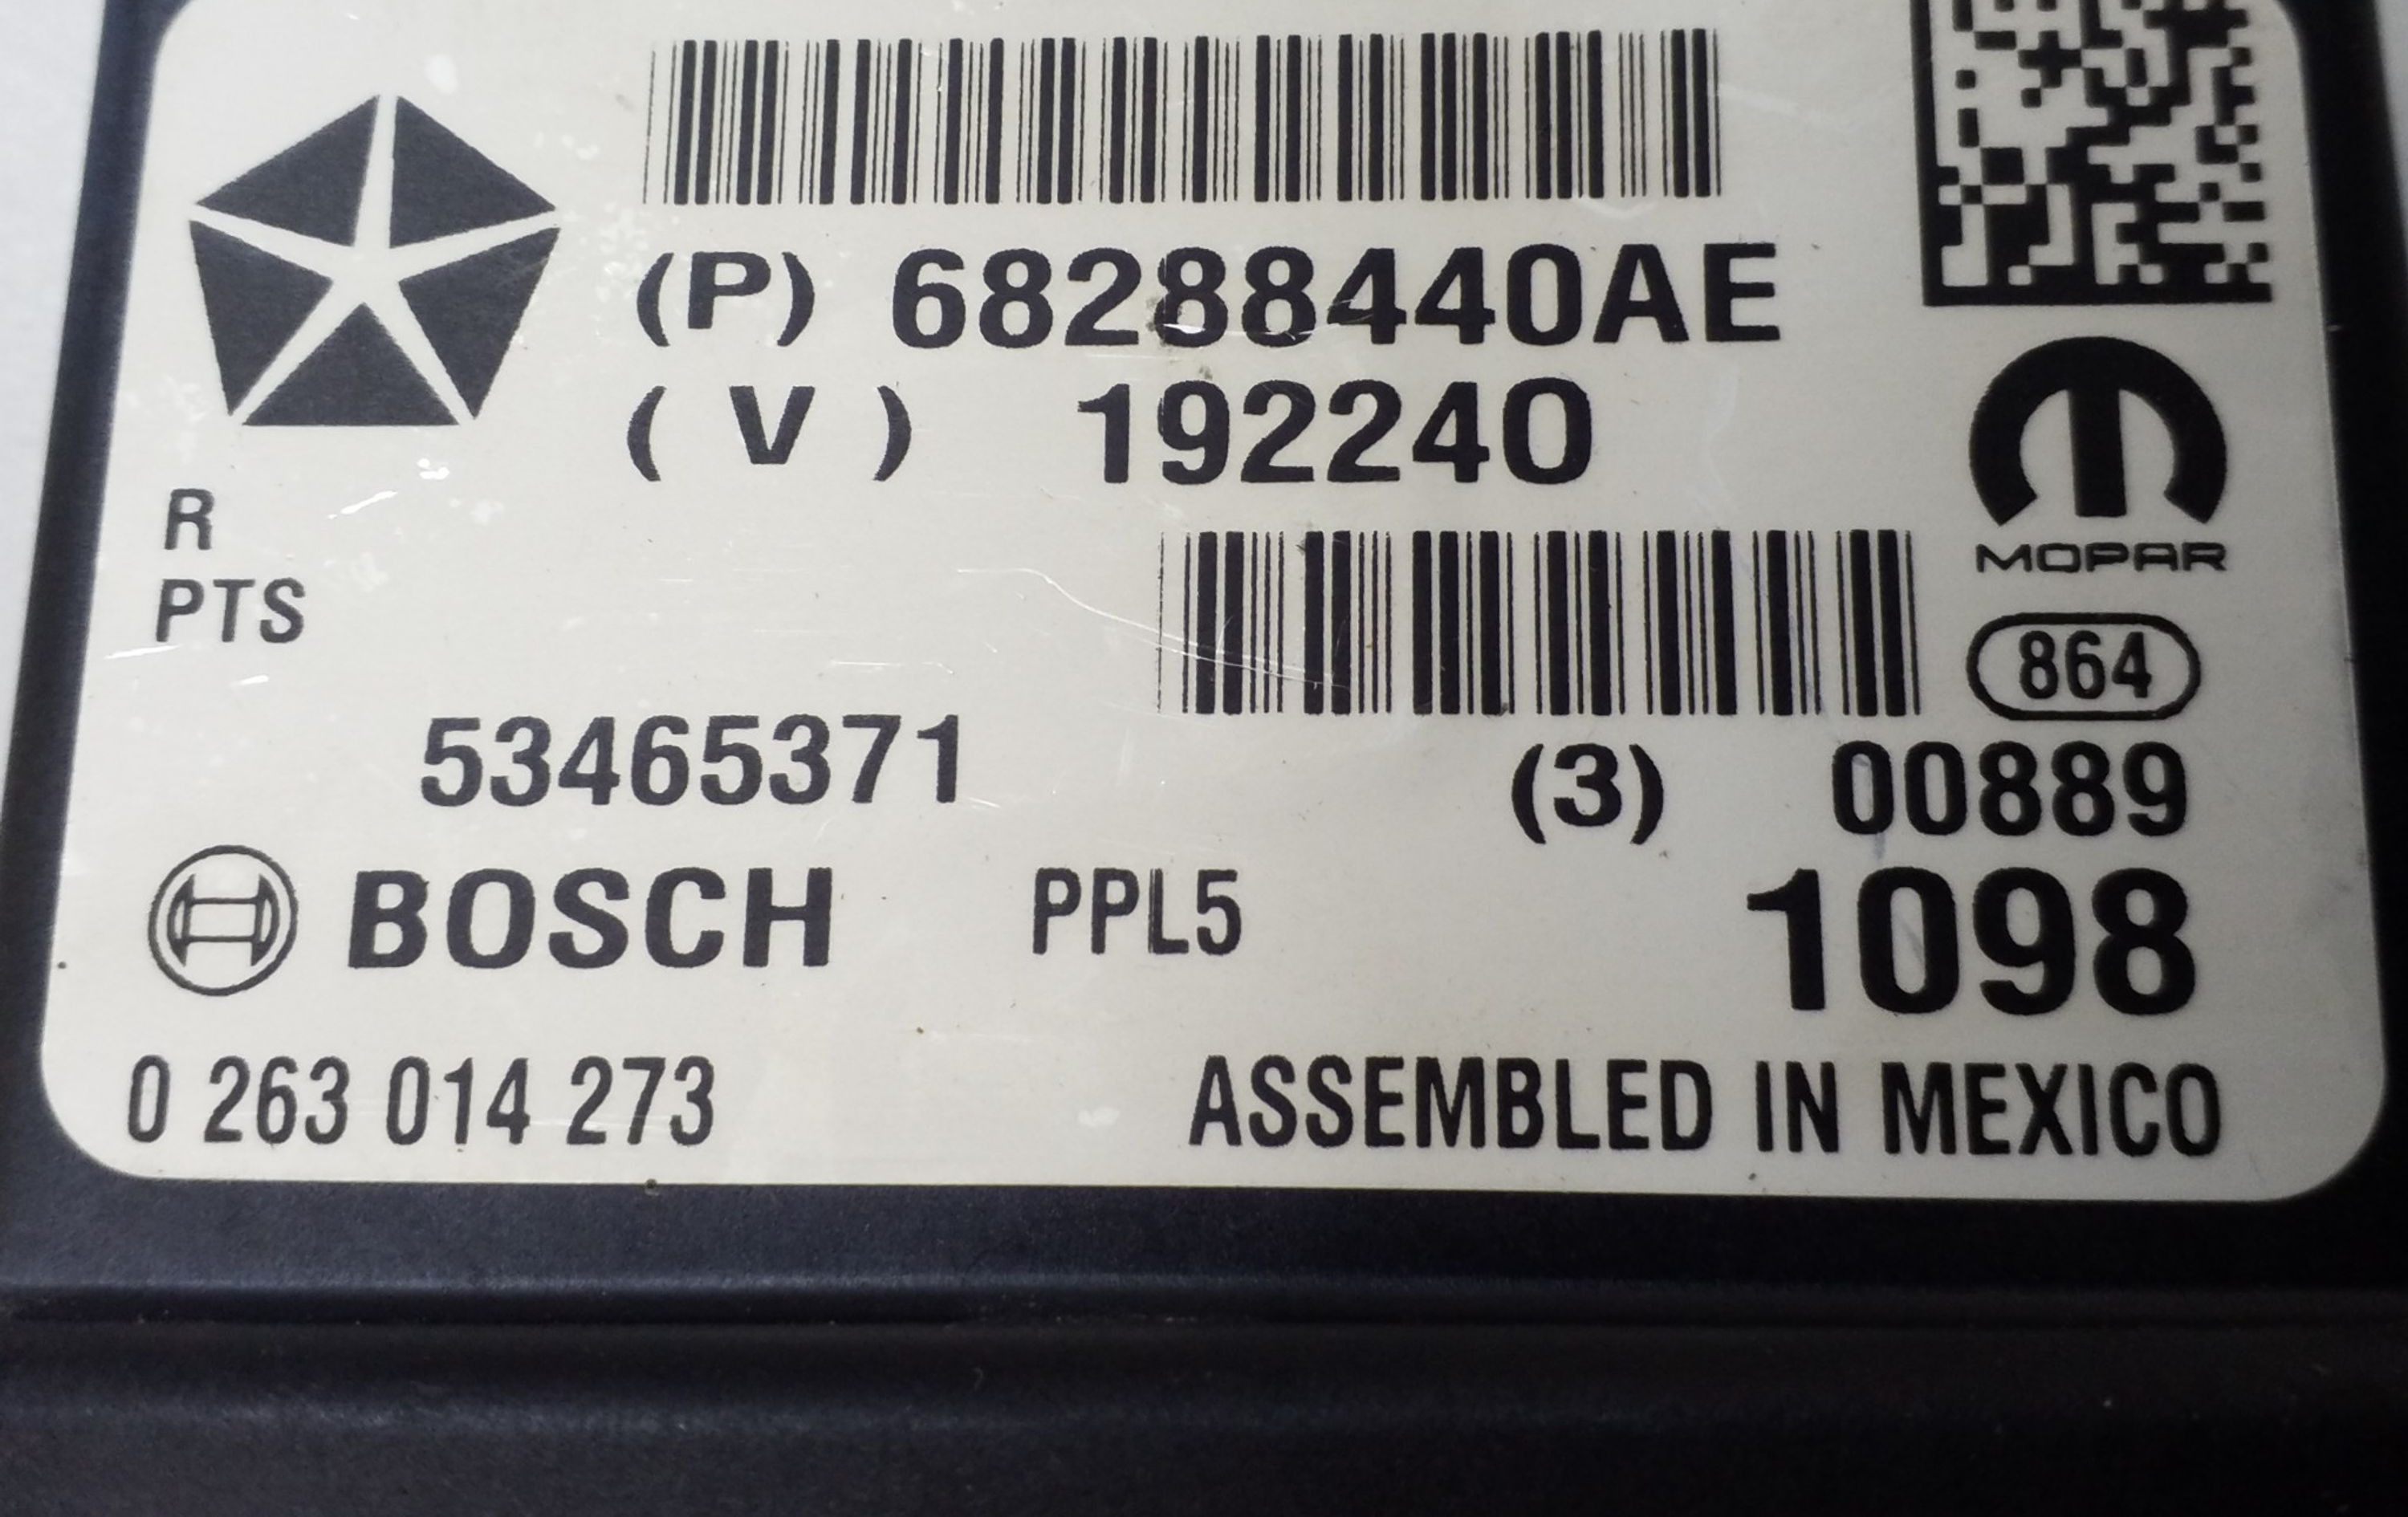 (P) 68288440AE
(V) 192240
R
PTS
MOPAR
864
53465371
(3) 00889
BOSCH PPL5 1098
0 263 014 273 ASSEMBLED IN MEXICO